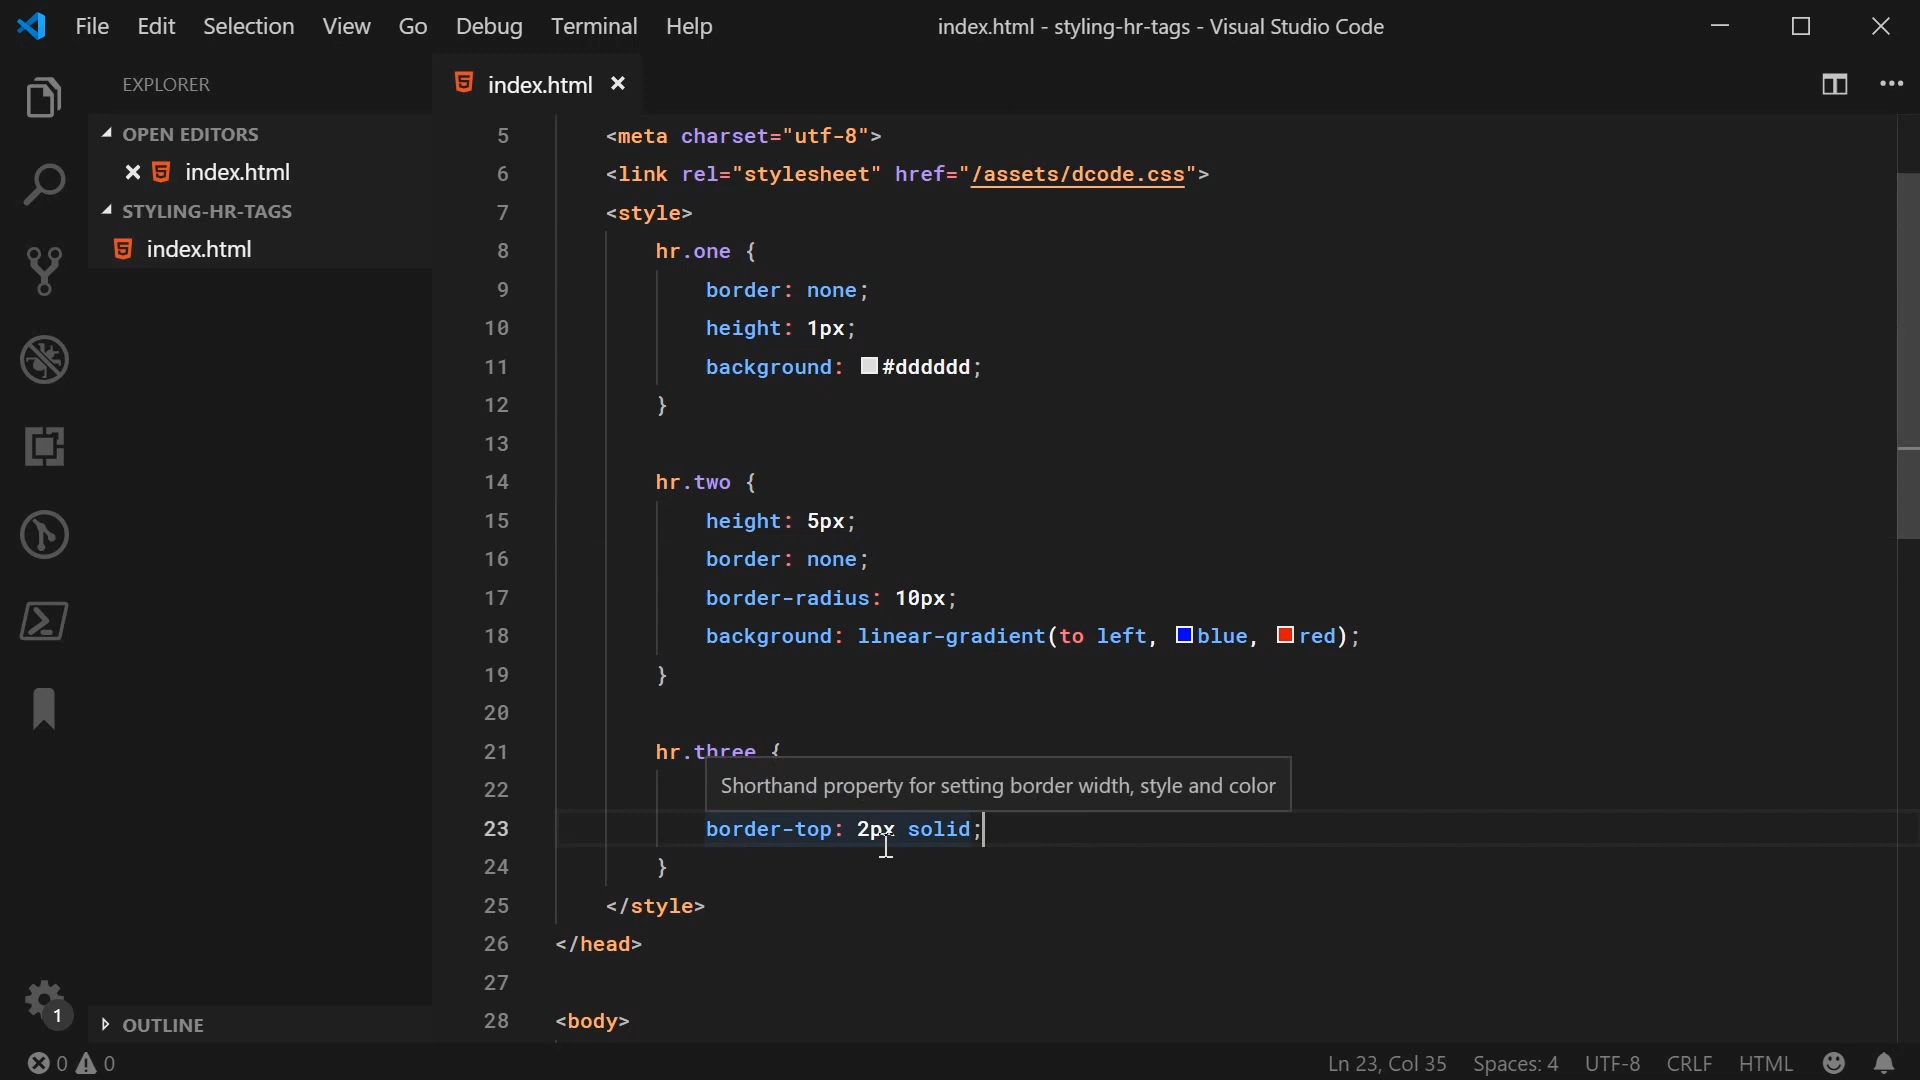 File Edit Selection View Go Debug Terminal Help index.html - styling-hr-tags - Visual Studio Code
EXPLORER
OPEN EDITORS
index.html
STYLING-HR-TAGS
index.html
OUTLINE
index.html
5 <meta charset="utf-8">
6 <link rel="stylesheet" href="/assets/dcode.css">
7 <style>
8 hr.one {
9 border: none;
10 height: 1px;
11 background: #dddddd;
12 }
13
14 hr.two {
15 height: 5px;
16 border: none;
17 border-radius: 10px;
18 background: linear-gradient(to left, blue, red);
19 }
20
21 hr.three {
Shorthand property for setting border width, style and color
22
23 border-top: 2px solid;
24 }
25 </style>
26 </head>
27
28 <body>
1
0 0 Ln 23, Col 35 Spaces: 4 UTF-8 CRLF HTML